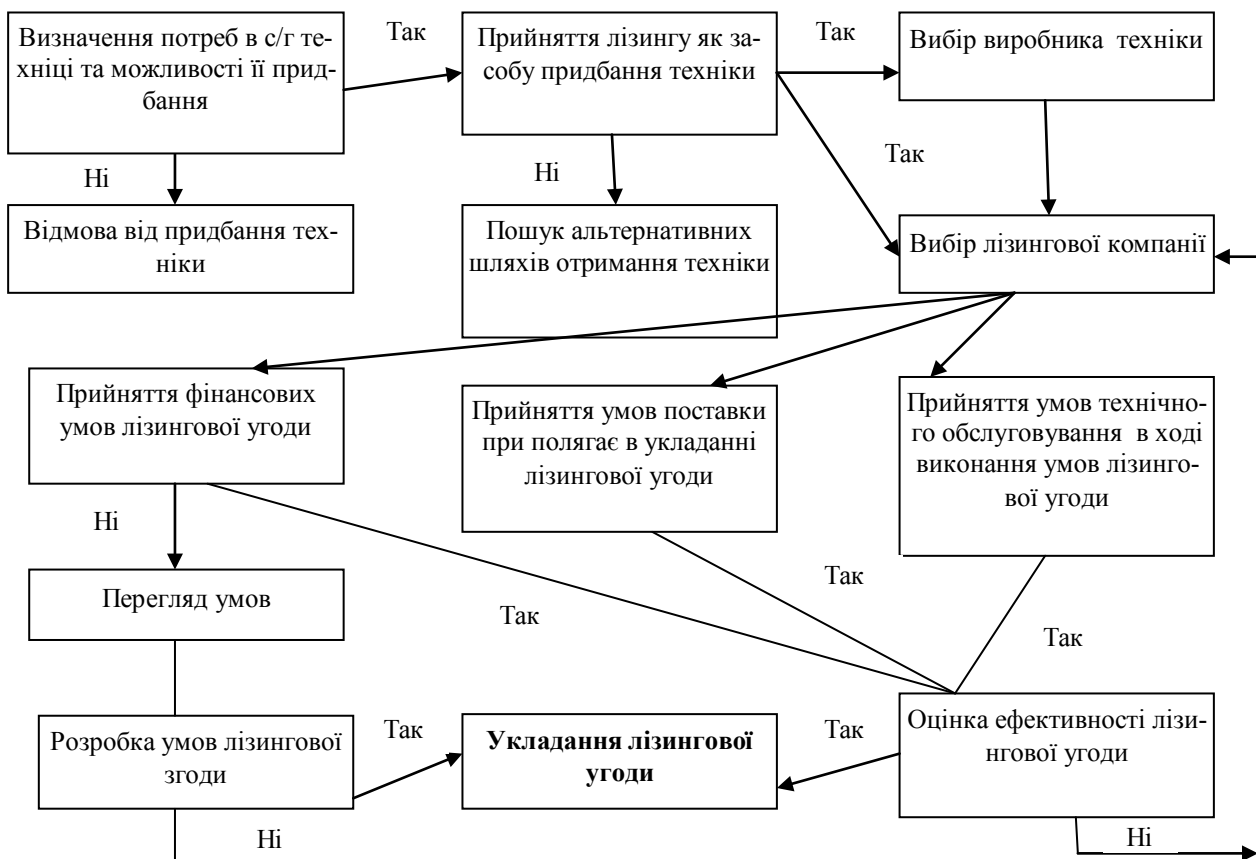 Визначення потреб в с/г те-
хніці та можливості її прид-
бання
Так
Прийняття лізингу як за-
собу придбання техніки
Так
Вибір виробника техніки
Ні
Ні
Так
Відмова від придбання тех-
ніки
Пошук альтернативних
шляхів отримання техніки
Вибір лізингової компанії
Прийняття фінансових
умов лізингової угоди
Прийняття умов поставки
при полягає в укладанні
лізингової угоди
Прийняття умов технічно-
го обслуговування в ході
виконання умов лізинго-
вої угоди
Ні
Перегляд умов
Так
Так
Так
Розробка умов лізингової
згоди
Так
Укладання лізингової
угоди
Так
Оцінка ефективності лізи-
нгової угоди
Ні
Ні